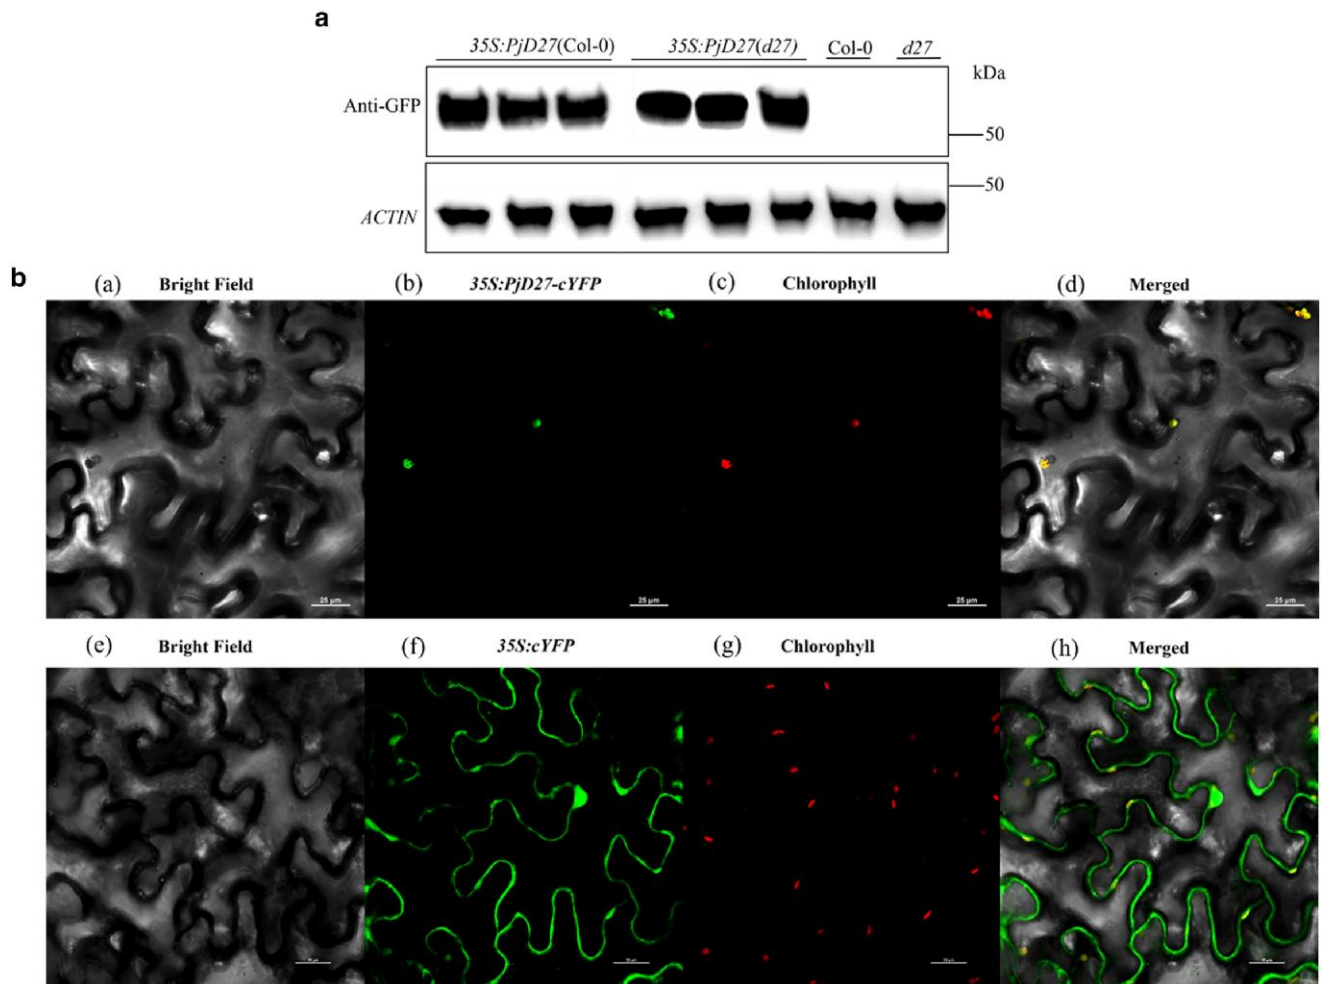 a
35S:PjD27(Col-0) 35S:PjD27(d27) Col-0 d27
kDa
Anti-GFP
50
50
ACTIN
b
(a) Bright Field (b) 35S:PjD27-cYFP (c) Chlorophyll (d) Merged
25 µm 25 µm 25 µm 25 µm
(e) Bright Field (f) 35S:cYFP (g) Chlorophyll (h) Merged